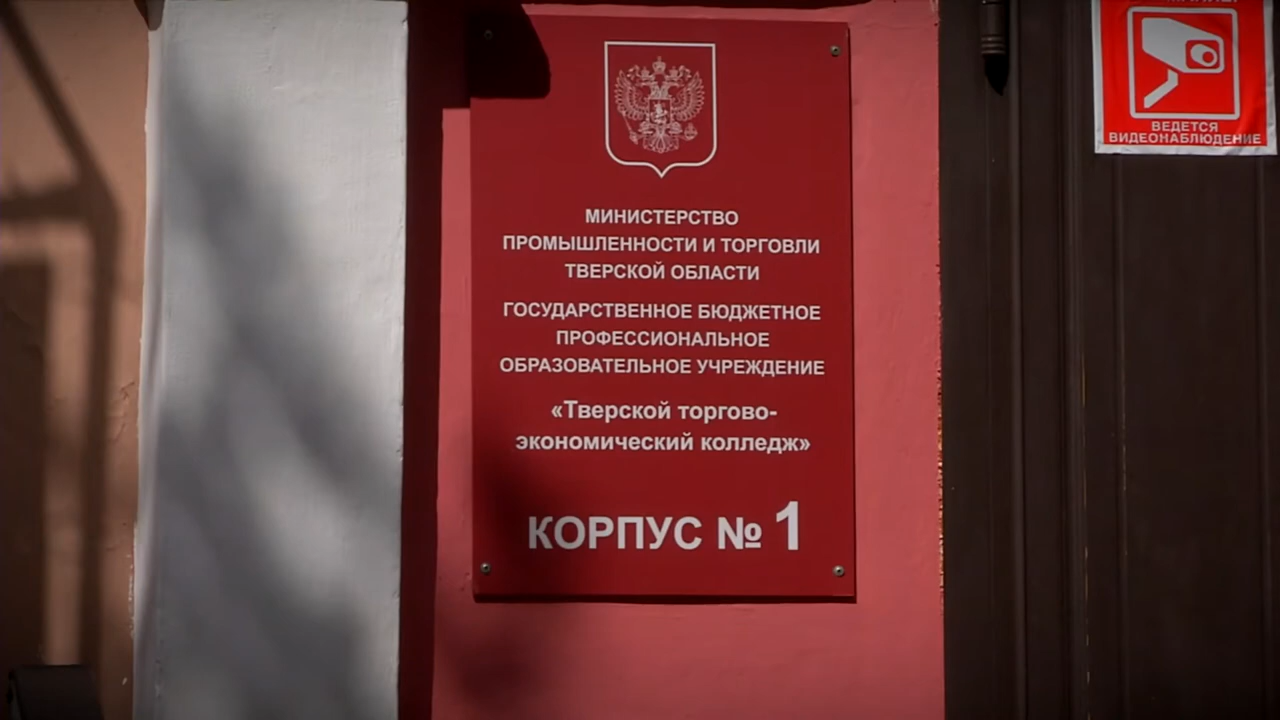 МИНИСТЕРСТВО
ПРОМЫШЛЕННОСТИ И ТОРГОВЛИ
ТВЕРСКОЙ ОБЛАСТИ
ГОСУДАРСТВЕННОЕ БЮДЖЕТНОЕ
ПРОФЕССИОНАЛЬНОЕ
ОБРАЗОВАТЕЛЬНОЕ УЧРЕЖДЕНИЕ
«Тверской торгово-
экономический колледж»
КОРПУС № 1
ВЕДЕТСЯ
ВИДЕОНАБЛЮДЕНИЕ